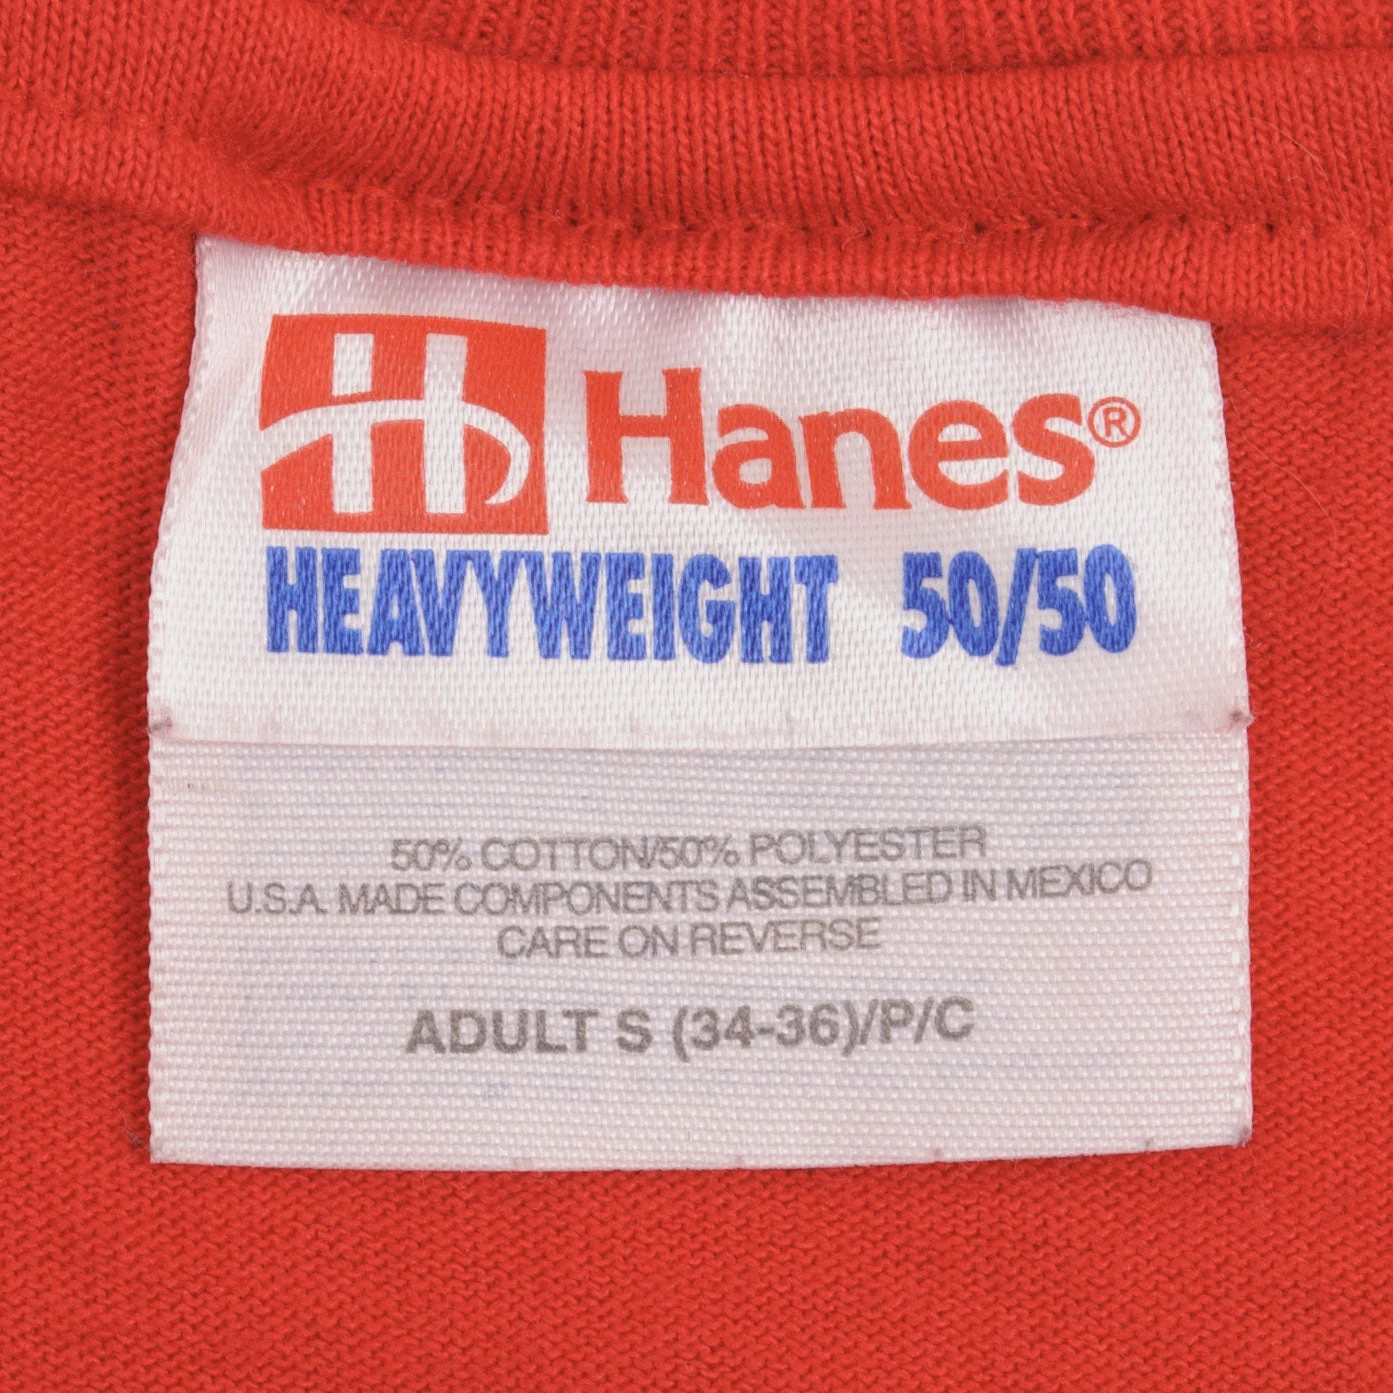 H Hanes®
HEAVYWEIGHT 50/50
50% COTTON/50% POLYESTER
U.S.A. MADE COMPONENTS ASSEMBLED IN MEXICO
CARE ON REVERSE
ADULT S (34-36)/P/C